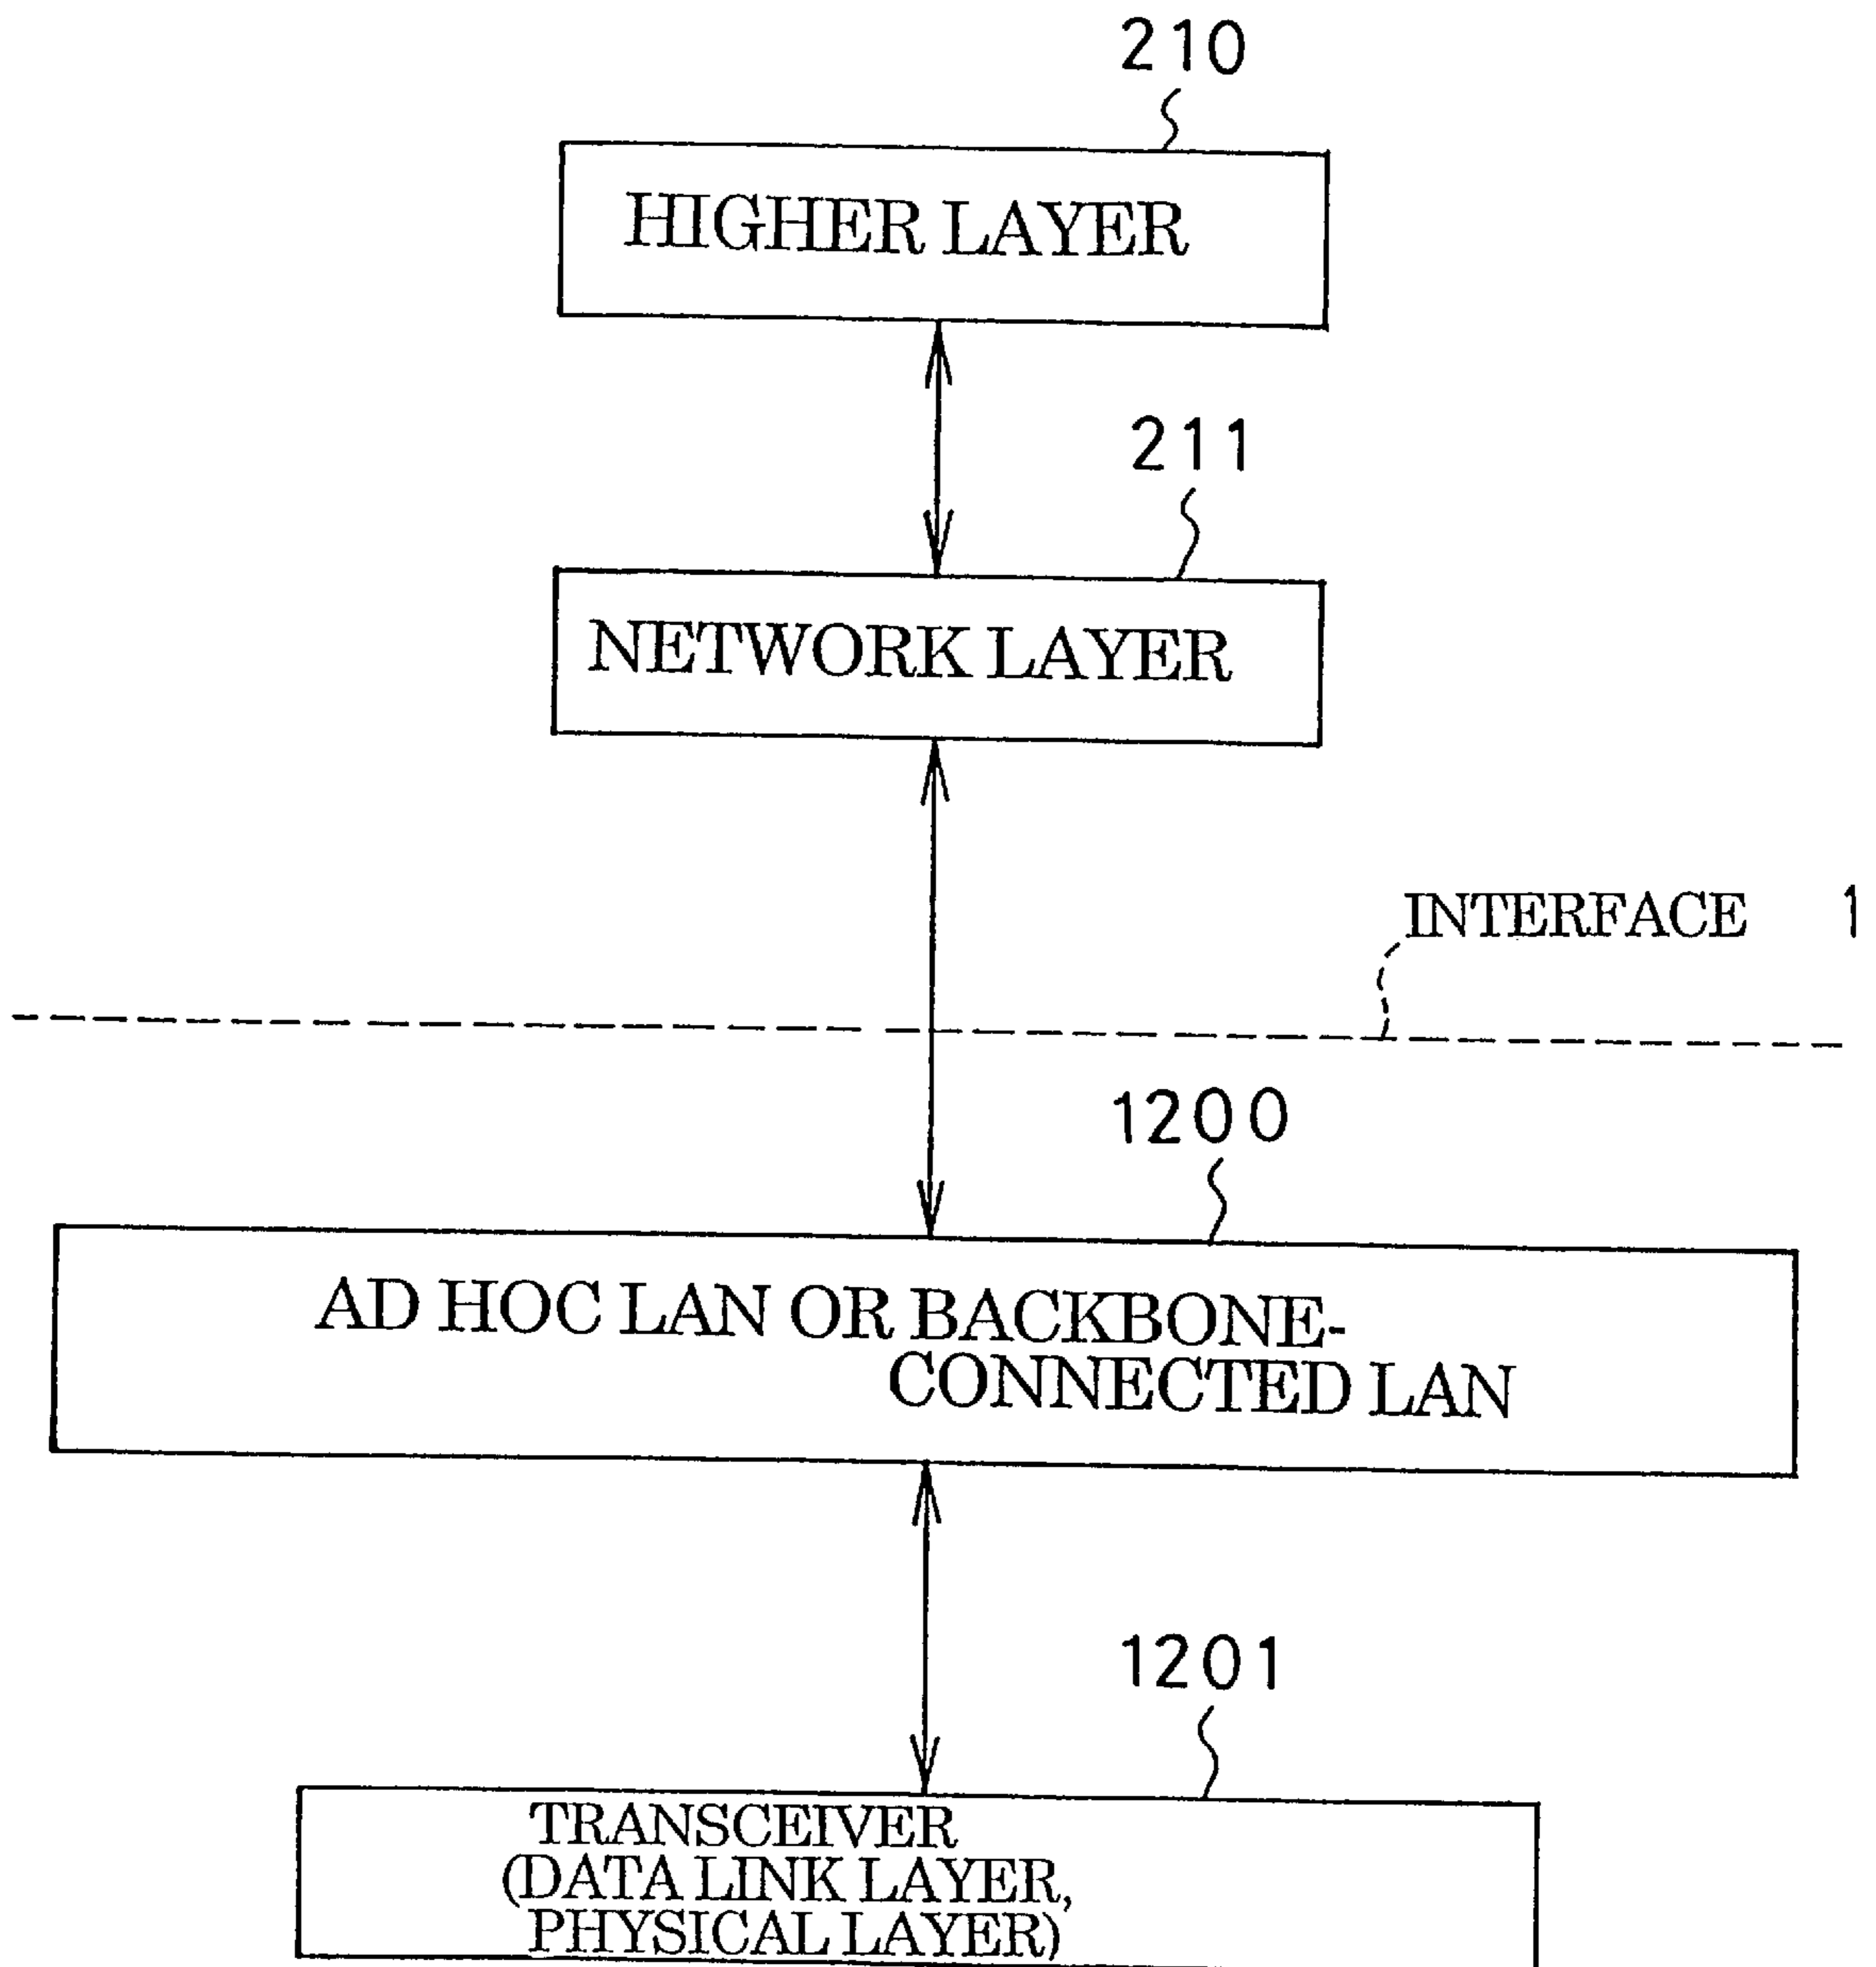 210
HIGHER LAYER
211
NETWORK LAYER
INTERFACE 1
1200
AD HOC LAN OR BACKBONE-
CONNECTED LAN
1201
TRANSCEIVER
(DATA LINK LAYER,
PHYSICAL LAYER)